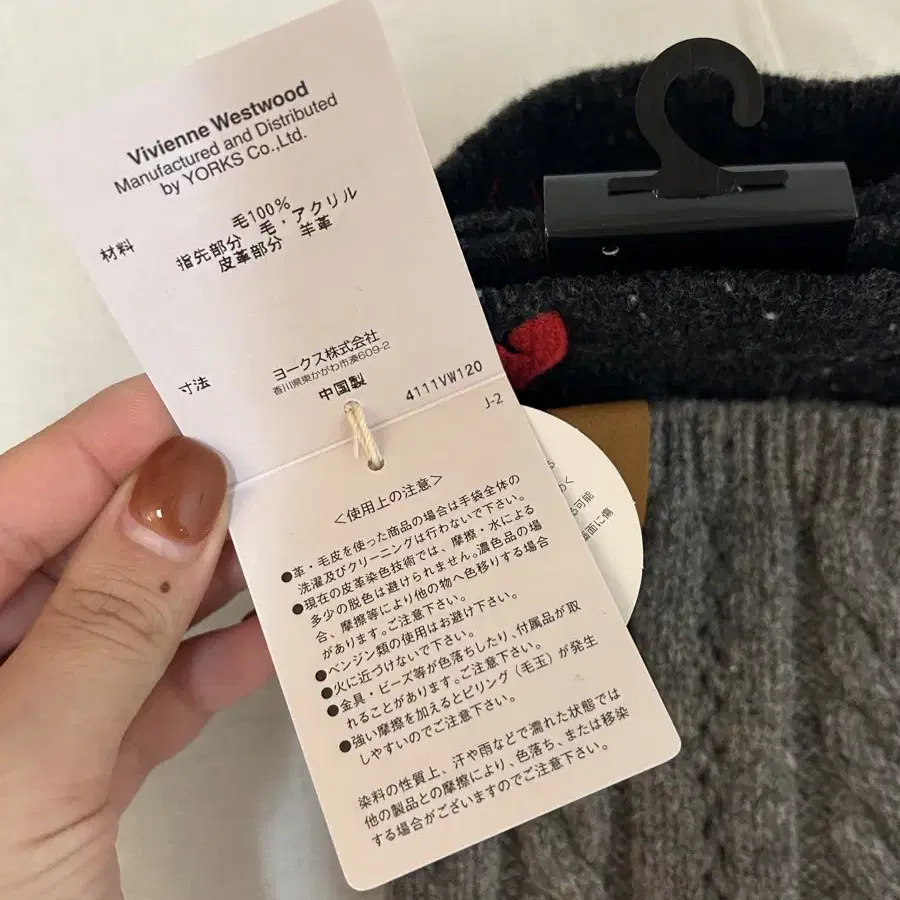 Vivienne Westwood
Manufactured and Distributed
by YORKS Co.,Ltd.
材料
毛100%
指先部分 毛・アクリル
皮革部分 羊革
寸法
ヨークス株式会社
香川県東かがわ市湊609-2
中国製
4111VW120
J-2
<使用上の注意>
●革・毛皮を使った商品の場合は手袋全体の
洗濯及びクリーニングは行わないで下さい。
●現在の皮革染色技術では、摩擦・水による
多少の脱色は避けられません。濃色品の場
合、摩擦等により他の物へ色移りする場合
があります。ご注意下さい。
●ベンジン類の使用はお避け下さい。
●火に近づけないで下さい。
●金具・ビーズ等が色落ちしたり、付属品が取
れることがあります。ご注意下さい。
●強い摩擦を加えるとピリング(毛玉)が発生
しやすいのでご注意下さい。
染料の性質上、汗や雨などで濡れた状態では
他の製品との摩擦により、色落ち、または移染
する場合がございますのでご注意下さい。
る可能
面に傷